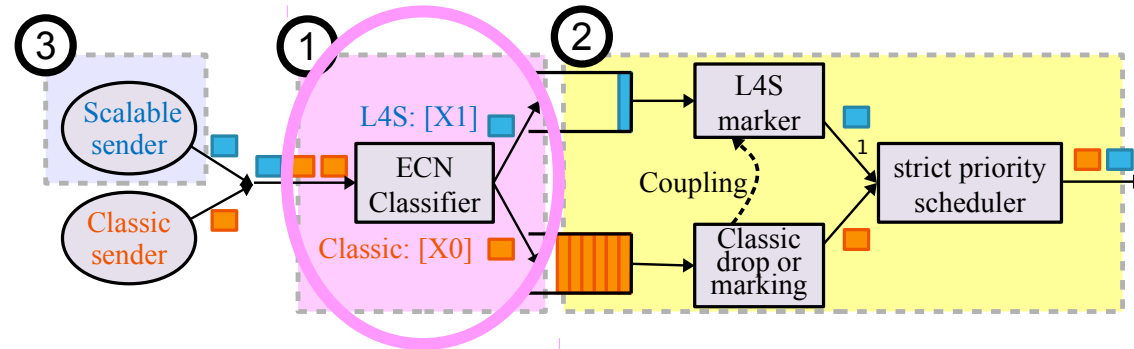 3
1
2
Scalable
sender
Classic
sender
L4S: [X1]
ECN
Classifier
Classic: [X0]
L4S
marker
Coupling
Classic
drop or
marking
1
strict priority
scheduler